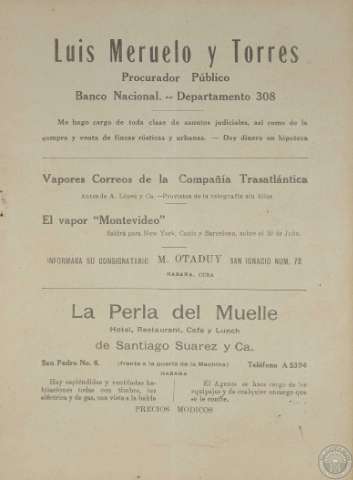 Luis Meruelo y Torres
Procurador Público
Banco Nacional. -- Departamento 308
Me hago cargo de toda clase de asuntos judiciales, así como de la
compra y venta de fincas rústicas y urbanas. — Doy dinero en hipoteca
Vapores Correos de la Compañía Trasatlántica
Antes de A. López y Ca.—Provistos de la telegrafía sin hilos
El vapor "Montevideo"
Saldrá para New York, Cadiz y Barcelona, sobre el 30 de Julio.
INFORMARA SU CONSIGNATARIO M. OTADUY SAN IGNACIO NUM. 72
HABANA, CUBA
La Perla del Muelle
Hotel, Restaurant, Cafe y Lunch
de Santiago Suarez y Ca.
San Pedro No. 6. (frente a la puerta de la Machina) Teléfono A 5394
HABANA
Hay espléndidas y ventiladas ha-
bitaciones todas con timbre, luz
eléctrica y de gas, con vista a la bahía
El Agente se hace cargo de los
equipajes y de cualquier encargo que
se le confíe.
PRECIOS MODICOS